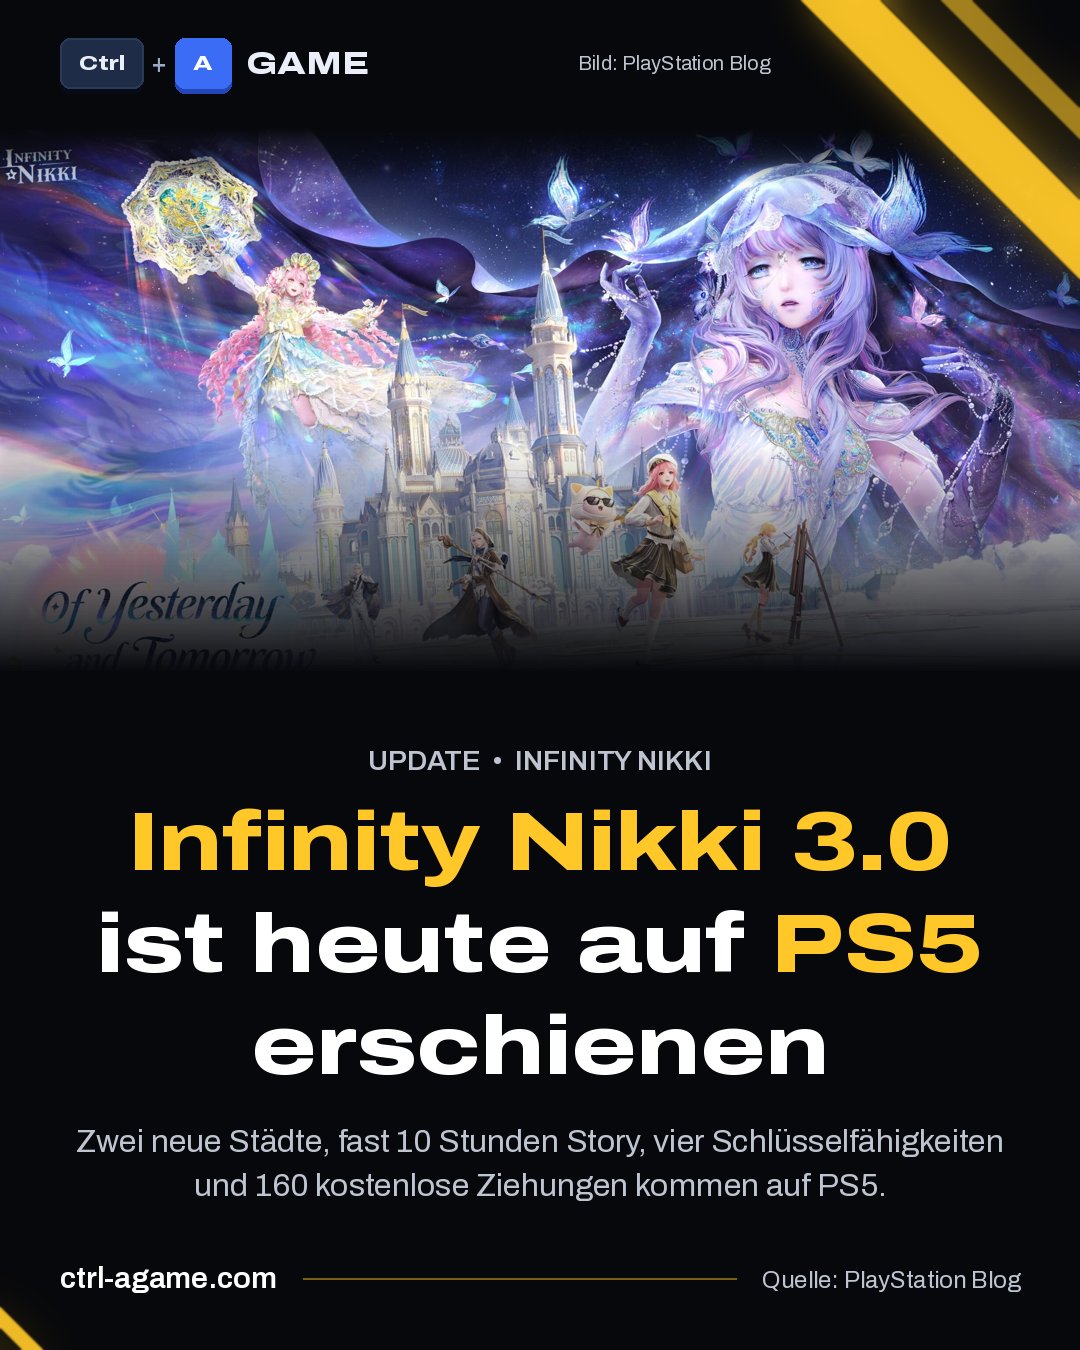 Ctrl + A GAME
Bild: PlayStation Blog
INFINITY
NIKKI
Of Yesterday
and Tomorrow
UPDATE • INFINITY NIKKI
Infinity Nikki 3.0
ist heute auf PS5
erschienen
Zwei neue Städte, fast 10 Stunden Story, vier Schlüsselfähigkeiten
und 160 kostenlose Ziehungen kommen auf PS5.
ctrl-agame.com
Quelle: PlayStation Blog